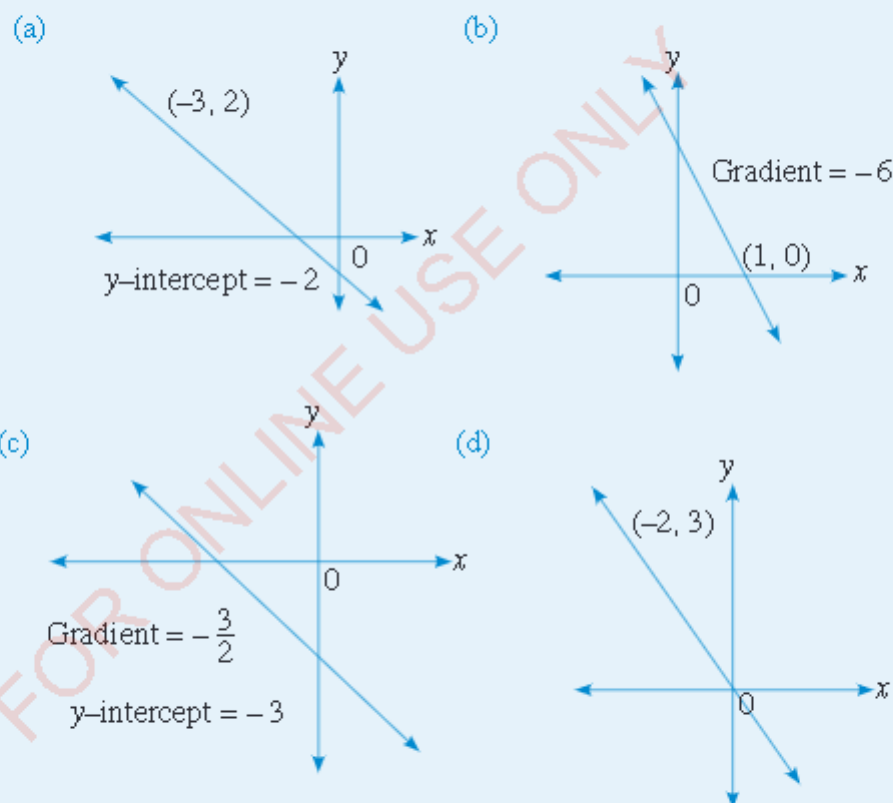 (a)
y
(–3, 2)
x
0
y–intercept = – 2
(b)
y
Gradient = – 6
(1, 0)
x
0
(c)
y
x
0
Gradient = – 3/2
y–intercept = – 3
(d)
y
(–2, 3)
x
0
FOR ONLINE USE ONLY